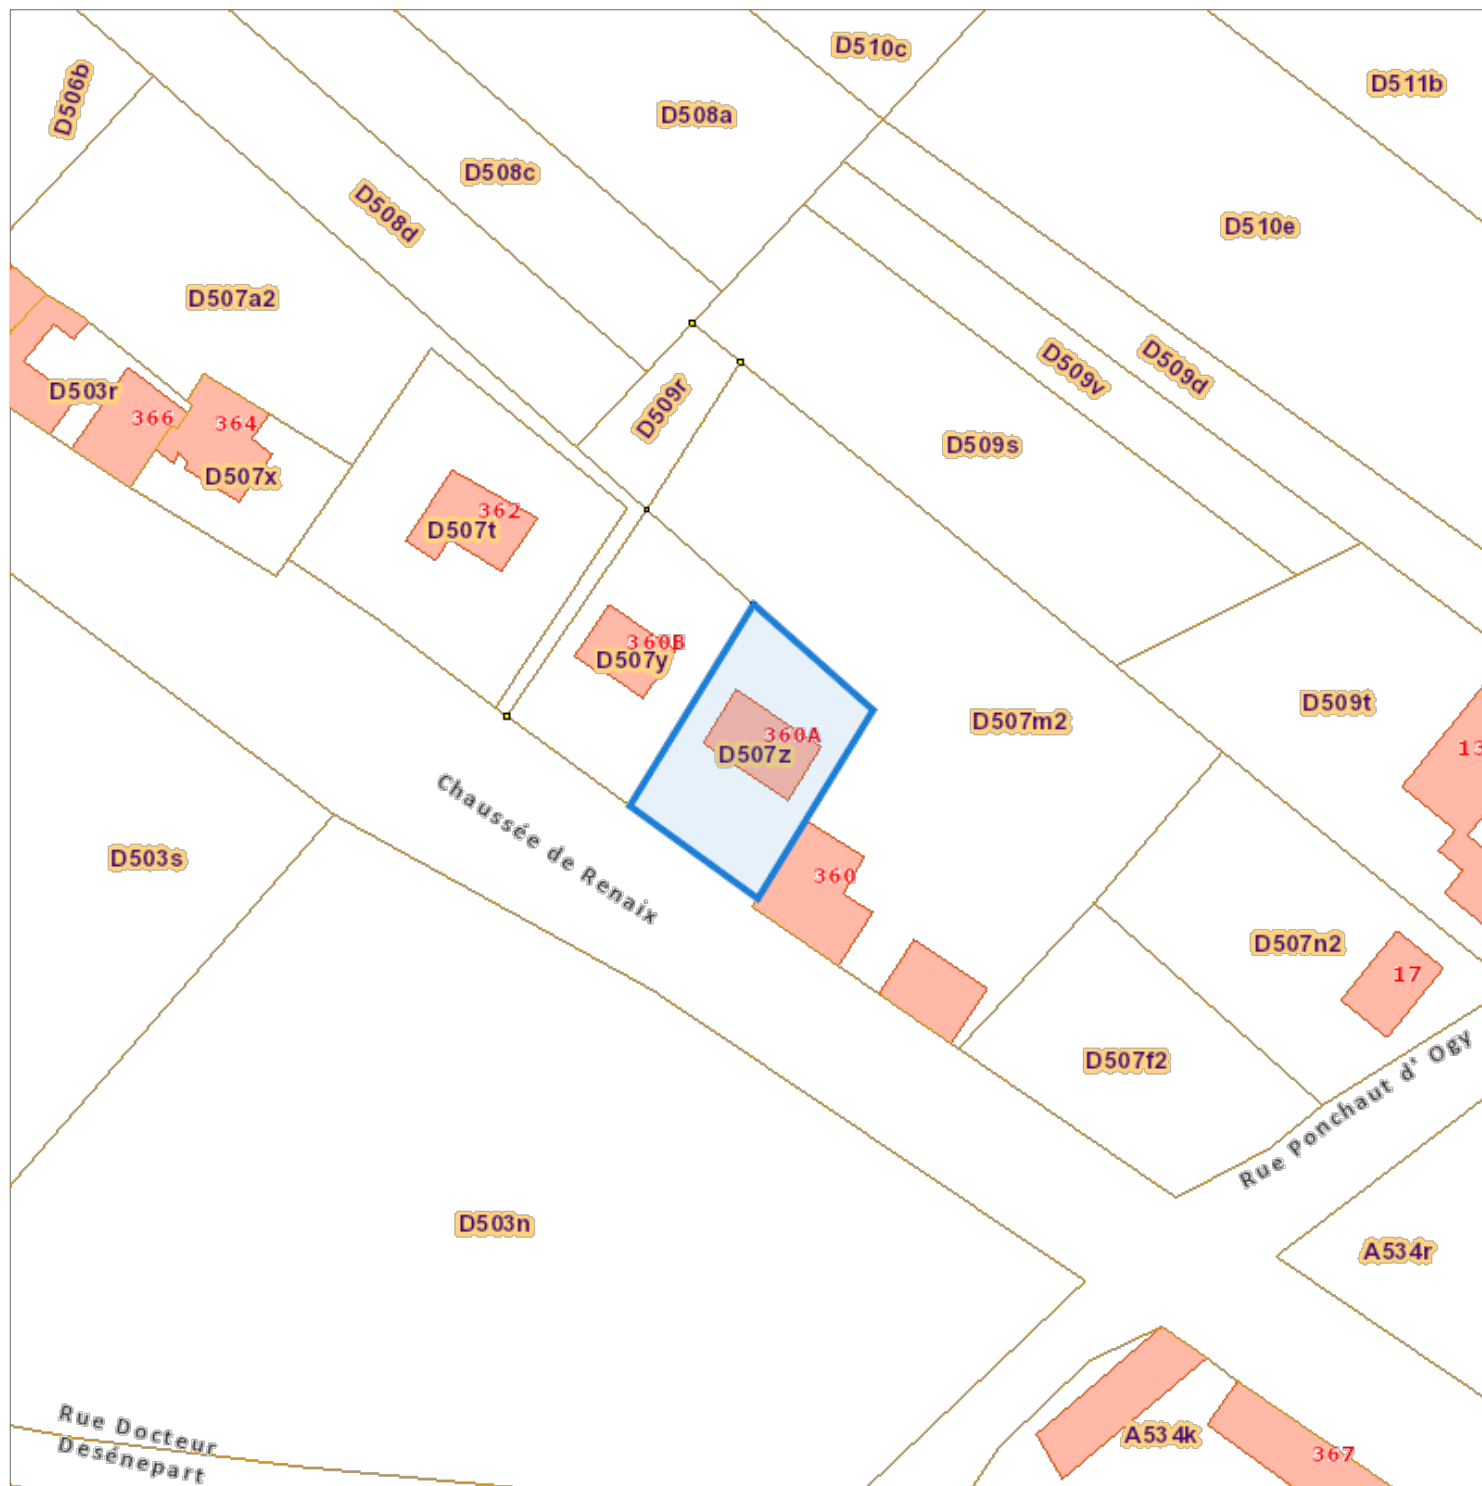 D510c
D511b
D506b
D508a
D508c
D508d
D510e
D507a2
D509v
D509d
D503r
366
364
D509r
D509s
D507x
362
D507t
360B
D507y
D509t
D507m2
360A
D507z
13
Chaussée de Renaix
D503s
360
D507n2
17
D507f2
Rue Ponchaut d' Ogy
D503n
A534r
Rue Docteur
Desénepart
A534k
367